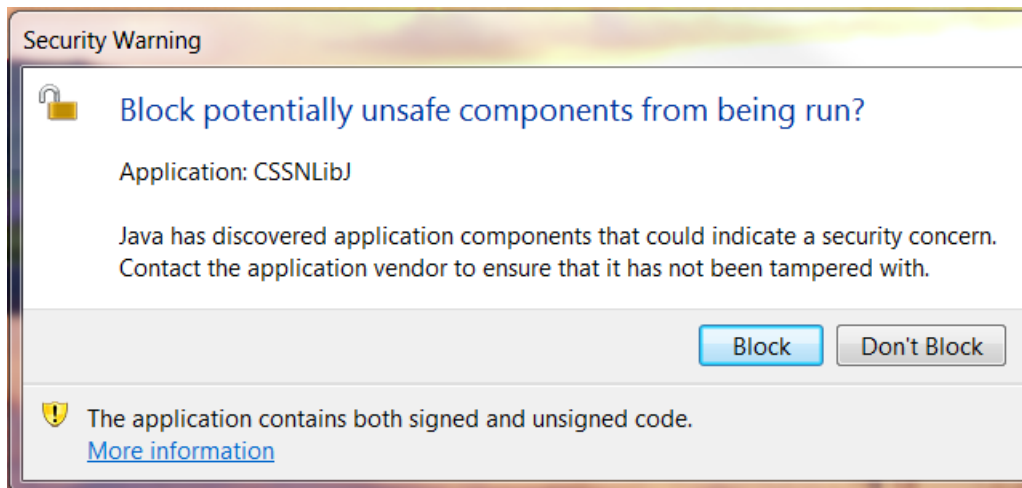 Security Warning
Block potentially unsafe components from being run?
Application: CSSNLibJ
Java has discovered application components that could indicate a security concern.
Contact the application vendor to ensure that it has not been tampered with.
Block
Don't Block
The application contains both signed and unsigned code.
More information